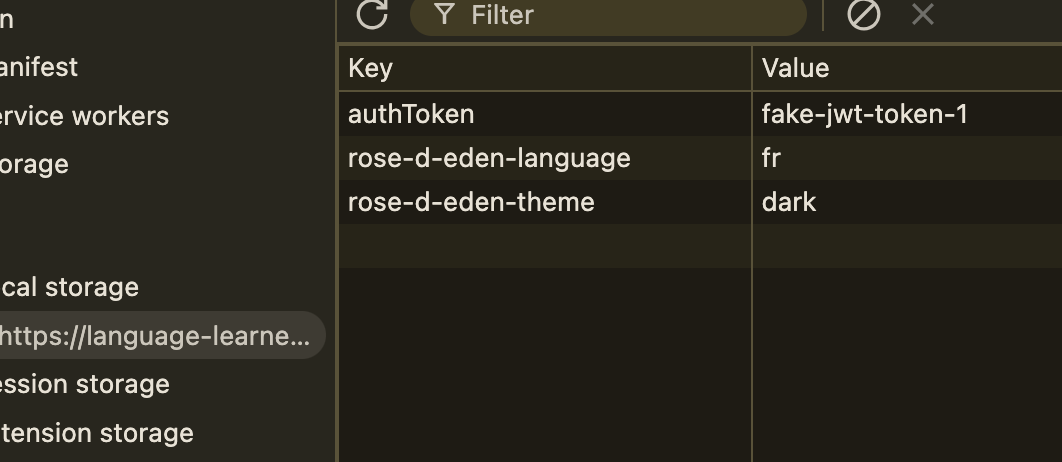 n
anifest
ervice workers
orage
cal storage
https://language-learne...
ession storage
tension storage
Filter
Key Value
authToken fake-jwt-token-1
rose-d-eden-language fr
rose-d-eden-theme dark